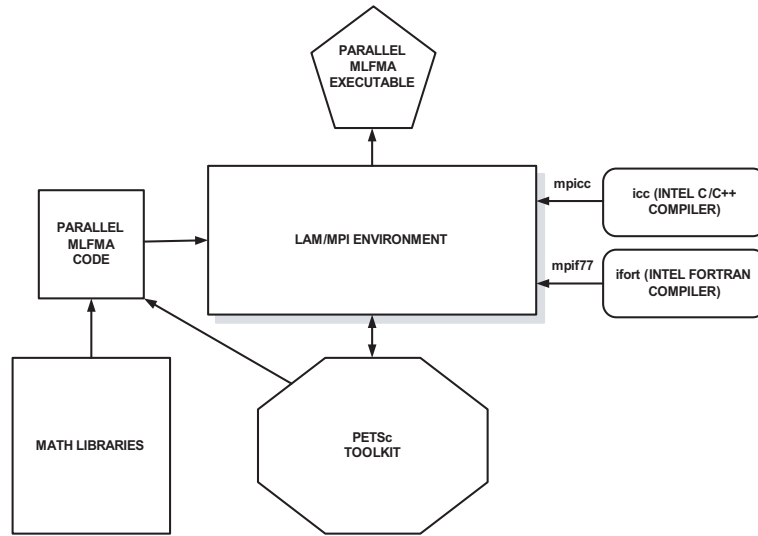 PARALLEL
MLFMA
EXECUTABLE
mpicc
icc (INTEL C/C++
COMPILER)
PARALLEL
MLFMA
CODE
LAM/MPI ENVIRONMENT
mpif77
ifort (INTEL FORTRAN
COMPILER)
MATH LIBRARIES
PETSc
TOOLKIT